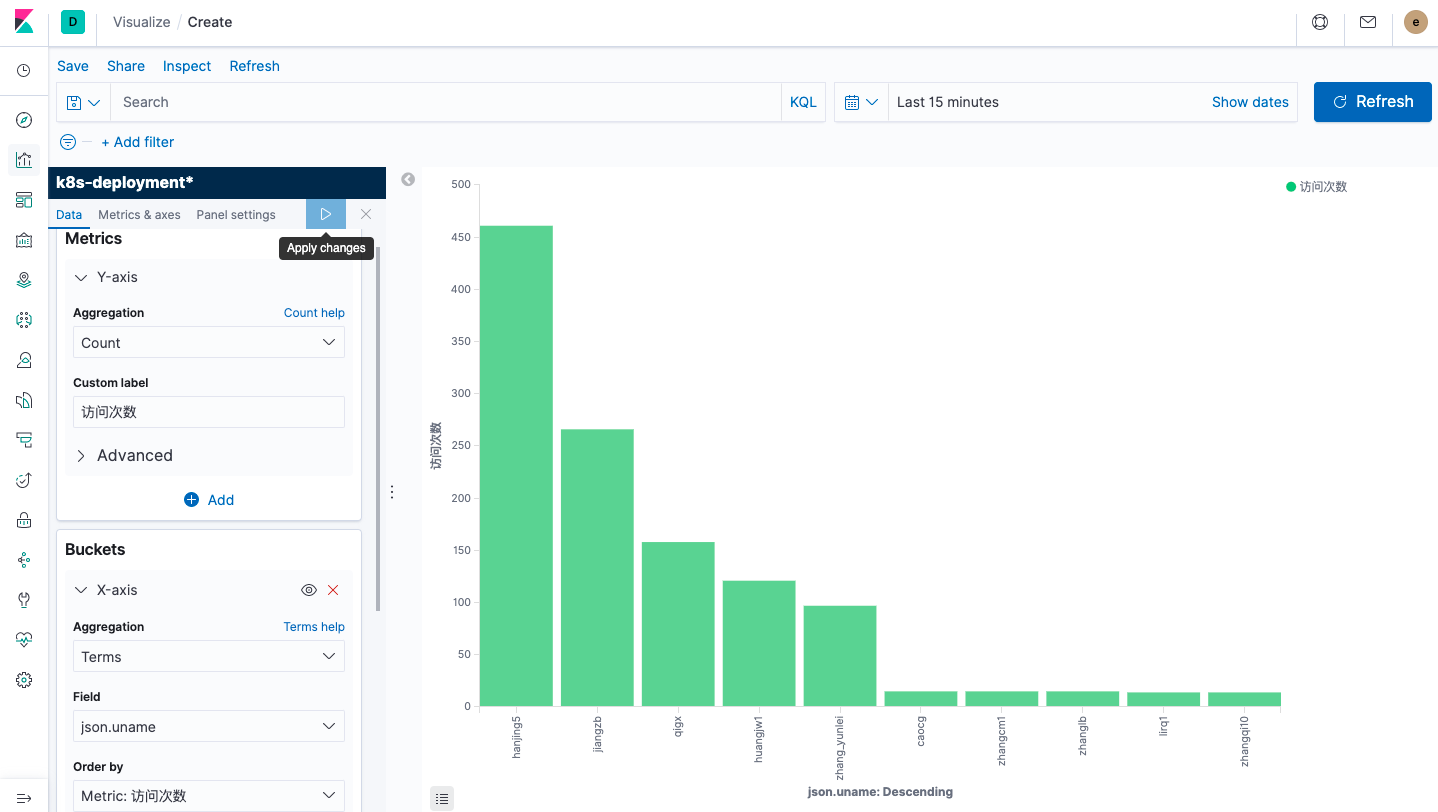 D
Visualize / Create
e
Save Share Inspect Refresh
Search
KQL
Last 15 minutes
Show dates
Refresh
+ Add filter
k8s-deployment*
Data Metrics & axes Panel settings
Apply changes
Metrics
Y-axis
Aggregation
Count help
Count
Custom label
访问次数
Advanced
Add
Buckets
X-axis
Aggregation
Terms help
Terms
Field
json.uname
Order by
Metric: 访问次数
访问次数
500
450
400
350
300
250
200
150
100
50
0
访问次数
hanjing5
jiangzb
qigx
huangjw1
zhang_yunlei
caocg
zhangcm1
zhanglb
lirq1
zhangqi10
json.uname: Descending